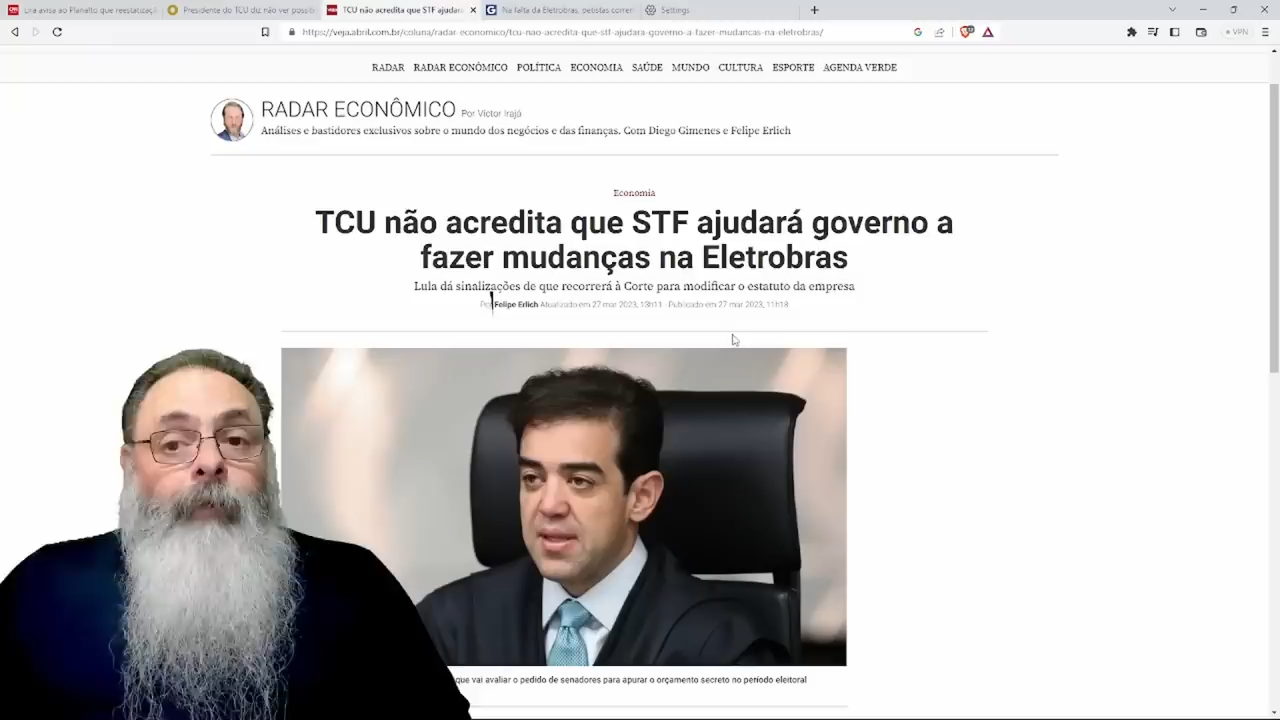 Cra avisa ao Planalto que reestatizaç
Presidente do TCU diz não ver possi
TCU não acredita que STF ajudará
Na falta da Eletrobras, petistas corre
Settings
https://veja.abril.com.br/coluna/radar-economico/tcu-nao-acredita-que-stf-ajudara-governo-a-fazer-mudancas-na-eletrobras/
VPN
RADAR RADAR ECONÔMICO POLÍTICA ECONOMIA SAÚDE MUNDO CULTURA ESPORTE AGENDA VERDE
RADAR ECONÔMICO Por Victor Irajá
Análises e bastidores exclusivos sobre o mundo dos negócios e das finanças. Com Diego Gimenes e Felipe Erlich
Economia
TCU não acredita que STF ajudará governo a
fazer mudanças na Eletrobras
Lula dá sinalizações de que recorrerá à Corte para modificar o estatuto da empresa
Por Felipe Erlich Atualizado em 27 mar 2023, 13h11 - Publicado em 27 mar 2023, 11h18
que vai avaliar o pedido de senadores para apurar o orçamento secreto no período eleitoral